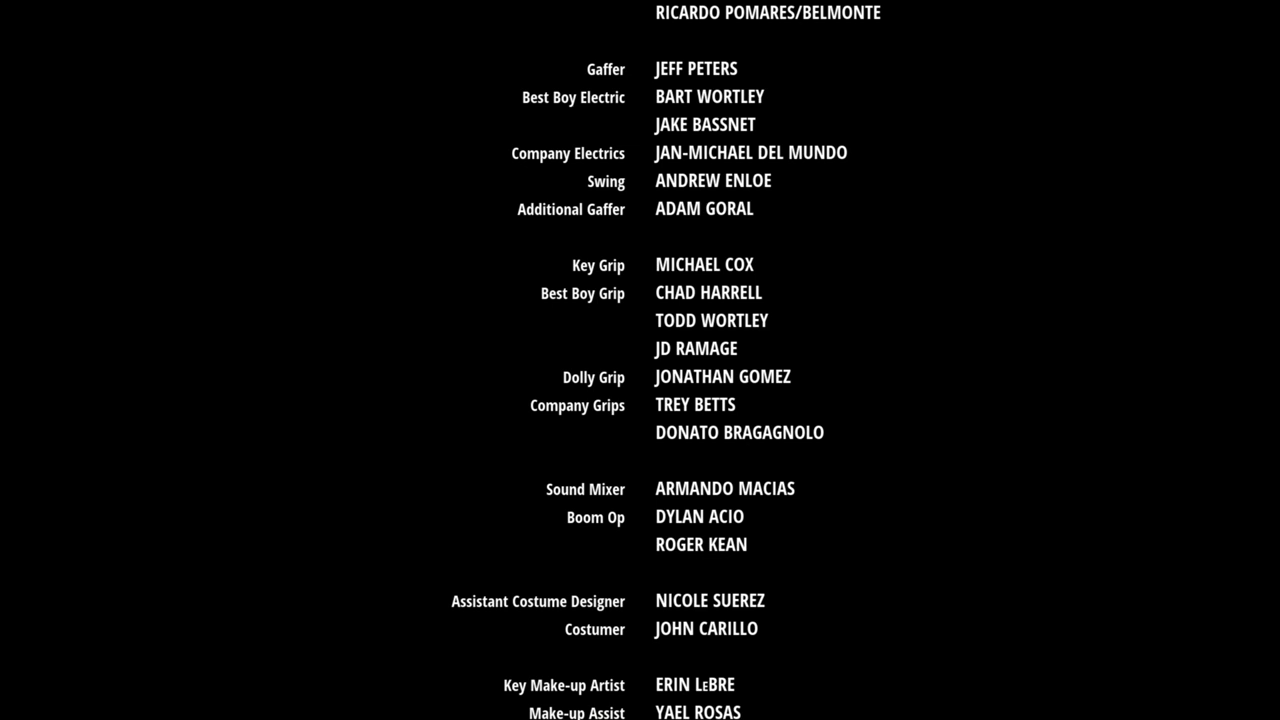 RICARDO POMARES/BELMONTE
Gaffer JEFF PETERS
Best Boy Electric BART WORTLEY
JAKE BASSNET
Company Electrics JAN-MICHAEL DEL MUNDO
Swing ANDREW ENLOE
Additional Gaffer ADAM GORAL
Key Grip MICHAEL COX
Best Boy Grip CHAD HARRELL
TODD WORTLEY
JD RAMAGE
Dolly Grip JONATHAN GOMEZ
Company Grips TREY BETTS
DONATO BRAGAGNOLO
Sound Mixer ARMANDO MACIAS
Boom Op DYLAN ACIO
ROGER KEAN
Assistant Costume Designer NICOLE SUEREZ
Costumer JOHN CARILLO
Key Make-up Artist ERIN LEBRE
Make-up Assist YAEL ROSAS